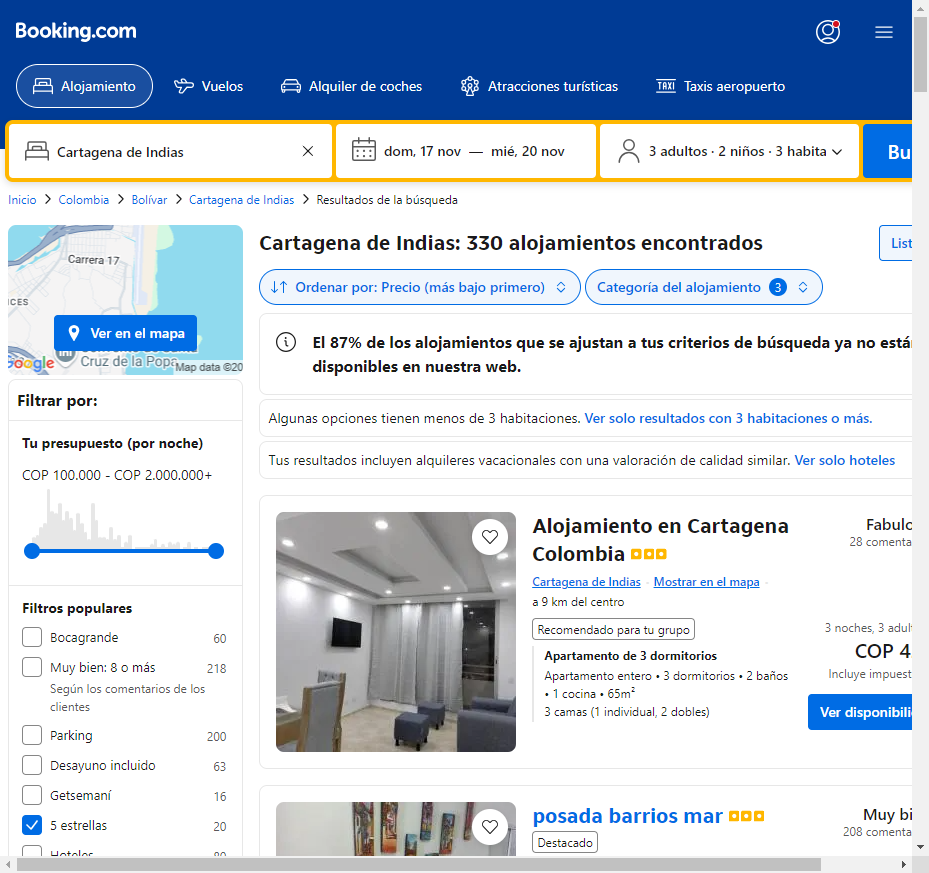 Booking.com
Alojamiento
Vuelos
Alquiler de coches
Atracciones turísticas
TAXI
Taxis aeropuerto
Cartagena de Indias
dom, 17 nov — mié, 20 nov
3 adultos · 2 niños · 3 habita
Bu
Inicio
Colombia
Bolívar
Cartagena de Indias
Resultados de la búsqueda
Carrera 17
ICES
Ver en el mapa
Cruz de la Popa
Google
Map data ©20
Cartagena de Indias: 330 alojamientos encontrados
List
Ordenar por: Precio (más bajo primero)
Categoría del alojamiento 3
El 87% de los alojamientos que se ajustan a tus criterios de búsqueda ya no está
disponibles en nuestra web.
Algunas opciones tienen menos de 3 habitaciones. Ver solo resultados con 3 habitaciones o más.
Tus resultados incluyen alquileres vacacionales con una valoración de calidad similar. Ver solo hoteles
Filtrar por:
Tu presupuesto (por noche)
COP 100.000 - COP 2.000.000+
Filtros populares
Bocagrande 60
Muy bien: 8 o más 218
Según los comentarios de los
clientes
Parking 200
Desayuno incluido 63
Getsemaní 16
5 estrellas 20
Hoteles 80
Alojamiento en Cartagena
Colombia
Cartagena de Indias · Mostrar en el mapa ·
a 9 km del centro
Recomendado para tu grupo
Apartamento de 3 dormitorios
Apartamento entero • 3 dormitorios • 2 baños
• 1 cocina • 65m²
3 camas (1 individual, 2 dobles)
Fabulo
28 comenta
3 noches, 3 adult
COP 4
Incluye impuest
Ver disponibili
posada barrios mar
Destacado
Muy bi
208 comenta